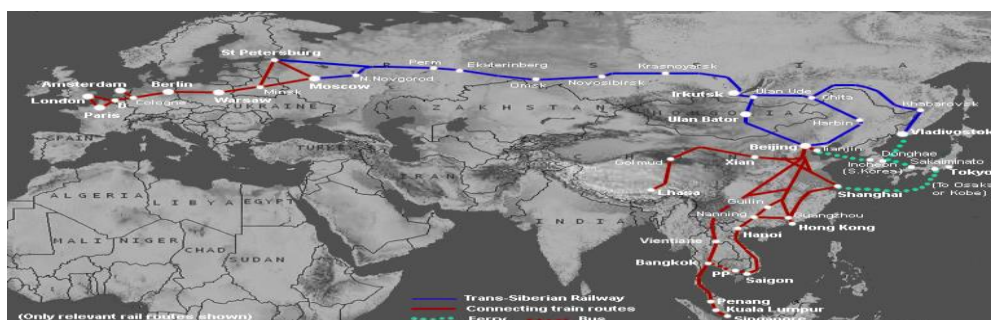 St Petersburg
Perm
Ekaterinberg
N.Novgorod
Moscow
Omsk
Novosibirsk
Krasnoyarsk
Irkutsk
Ulan Ude
Chita
Khabarovsk
Harbin
Vladivostok
Ulan Bator
Amsterdam
Berlin
London
Cologne
Paris
Warsaw
Minsk
UKRAINE
KAZAKHSTAN
SPAIN
TURKEY
IRAN
ALGERIA
LIBYA
EGYPT
MALI
NIGER
CHAD
SUDAN
INDIA
Beijing
Tianjin
Donghae
Incheon
(S.Korea)
Sakaiminato
Tokyo
(To Osaka
or Kobe)
Golmud
Xian
Lhasa
Shanghai
Guilin
Nanning
Guangzhou
Hong Kong
Hanoi
Vientiane
Bangkok
PP
Saigon
Penang
Kuala Lumpur
Singapore
Trans-Siberian Railway
Connecting train routes
Ferry
Bus
(Only relevant rail routes shown)